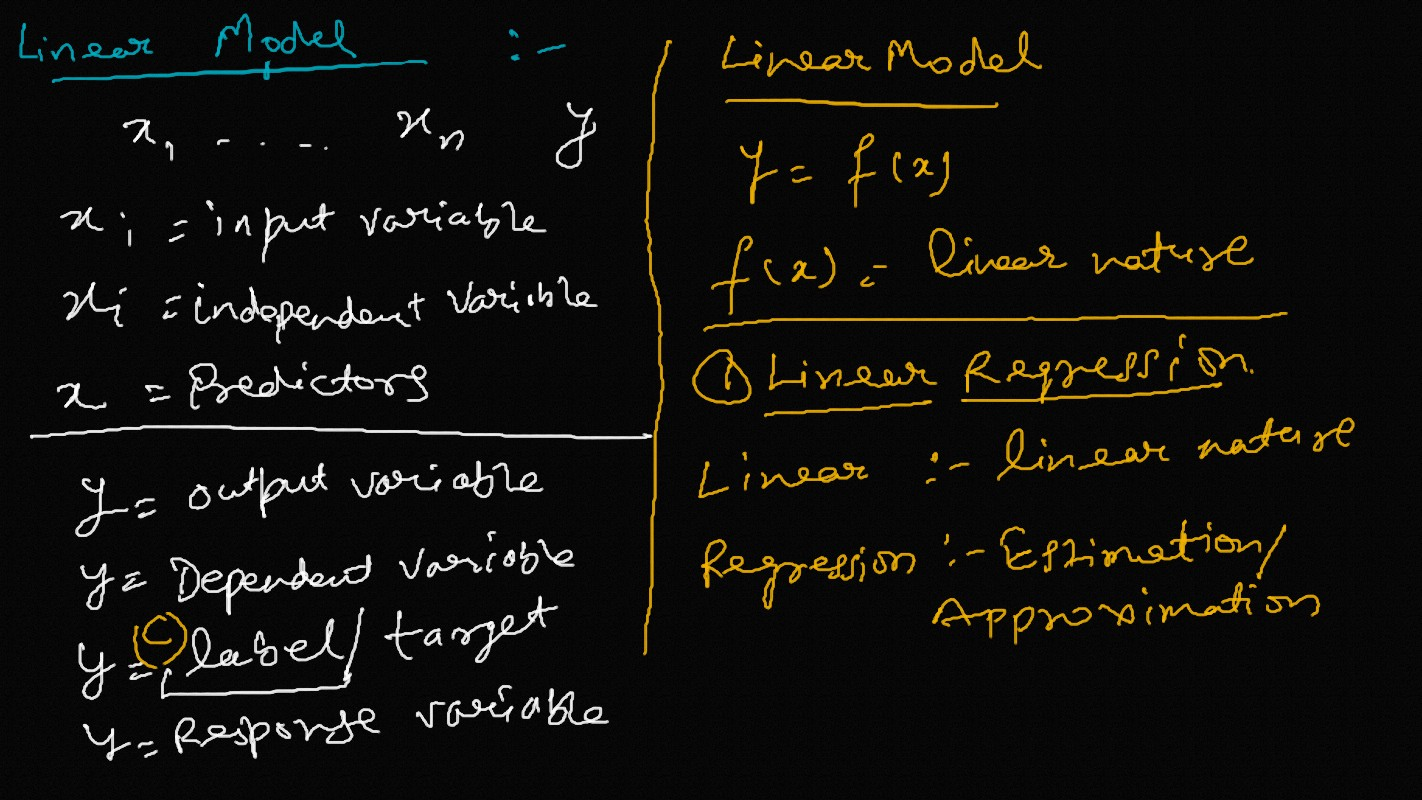 Linear Model :-
x1 - . - . . xn y
xi = input variable
xi = independent variable
x = Predictors
y = output variable
y = Dependent variable
y = C label / target
y = Response variable
Linear Model
y = f(x)
f(x) = linear nature
① Linear Regression.
Linear :- linear nature
Regression :- Estimation/
Approximation